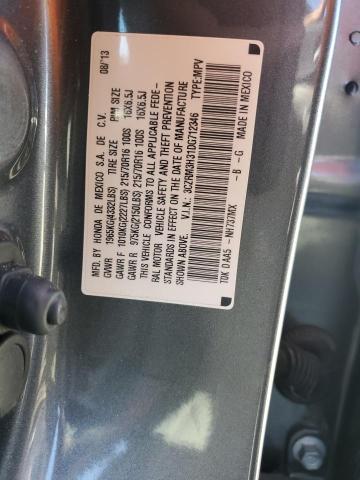 MFD BY HONDA DE MEXICO S.A. DE C.V. 08/'13
GVWR 1965KG(4332LBS) TIRE SIZE RIM SIZE
GAWR F 1010KG(2227LBS) 215/70R16 100S 16X6.5J
GAWR R 975KG(2150LBS) 215/70R16 100S 16X6.5J
THIS VEHICLE CONFORMS TO ALL APPLICABLE FEDE-
RAL MOTOR VEHICLE SAFETY AND THEFT PREVENTION
STANDARDS IN EFFECT ON THE DATE OF MANUFACTURE
SHOWN ABOVE. V.I.N.: 3CZRM3H31DG712346 TYPE:MPV
TDK D AA5 - NH737MX - B - G MADE IN MEXICO